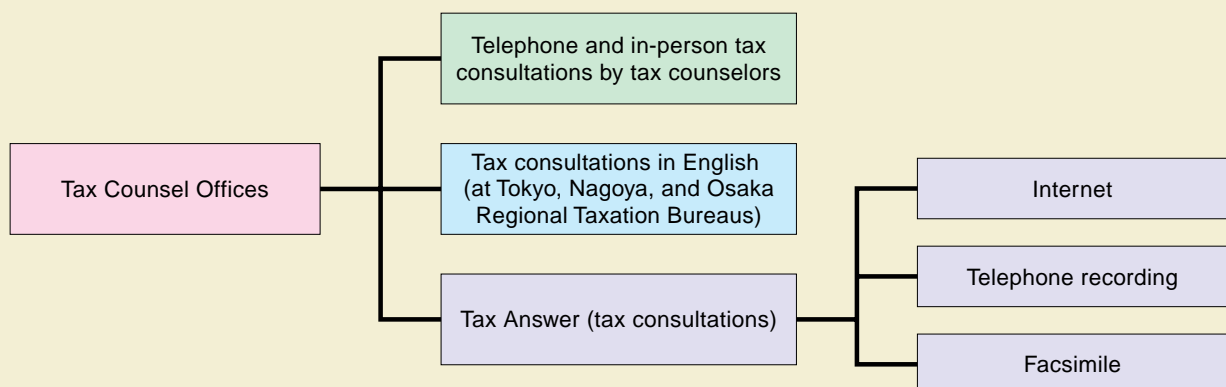 Telephone and in-person tax
consultations by tax counselors
Tax Counsel Offices
Tax consultations in English
(at Tokyo, Nagoya, and Osaka
Regional Taxation Bureaus)
Tax Answer (tax consultations)
Internet
Telephone recording
Facsimile